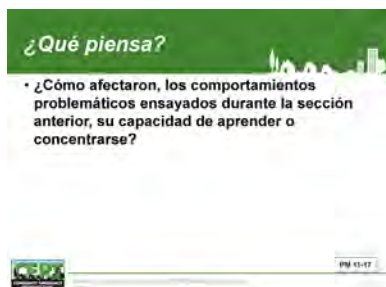 ¿Qué piensa?
• ¿Cómo afectaron, los comportamientos
problemáticos ensayados durante la sección
anterior, su capacidad de aprender o
concentrarse?
CERT
PM 11-17